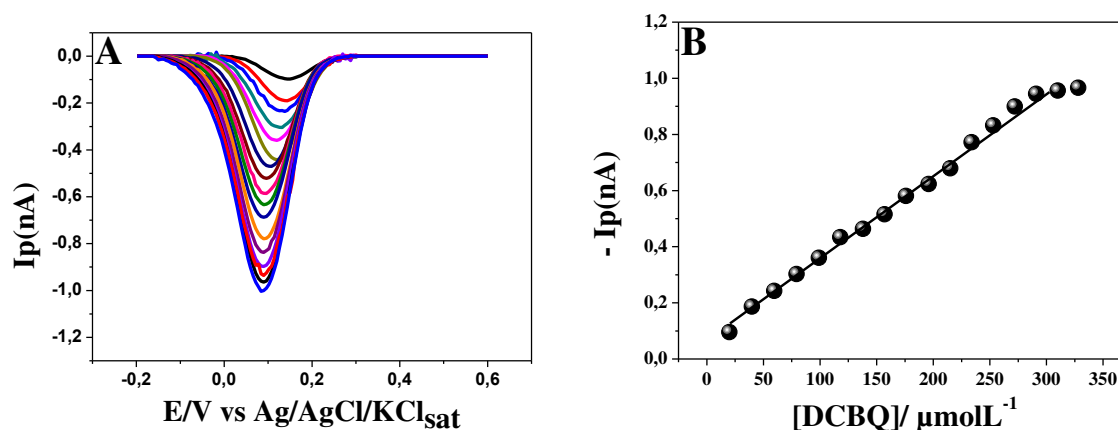 A
0,0
-0,2
-0,4
-0,6
-0,8
-1,0
-1,2
Ip(nA)
-0,2 0,0 0,2 0,4 0,6
E/V vs Ag/AgCl/KClsat
B
1,2
1,0
0,8
0,6
0,4
0,2
0,0
- Ip(nA)
0 50 100 150 200 250 300 350
[DCBQ]/ µmolL-1